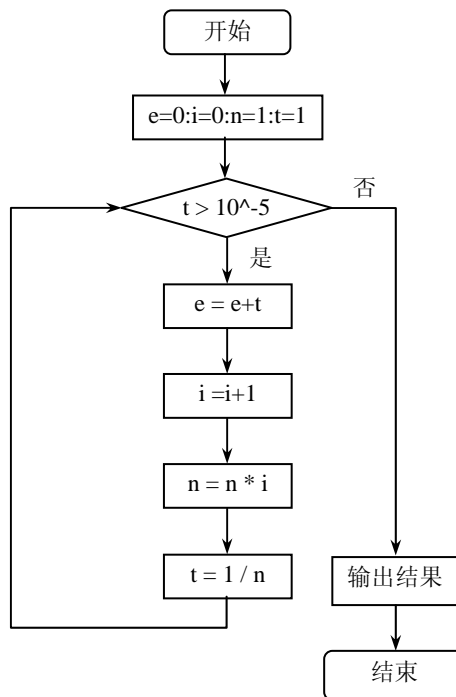 开始
e=0:i=0:n=1:t=1
否
t > 10^-5
是
e = e+t
i =i+1
n = n * i
t = 1 / n
输出结果
结束